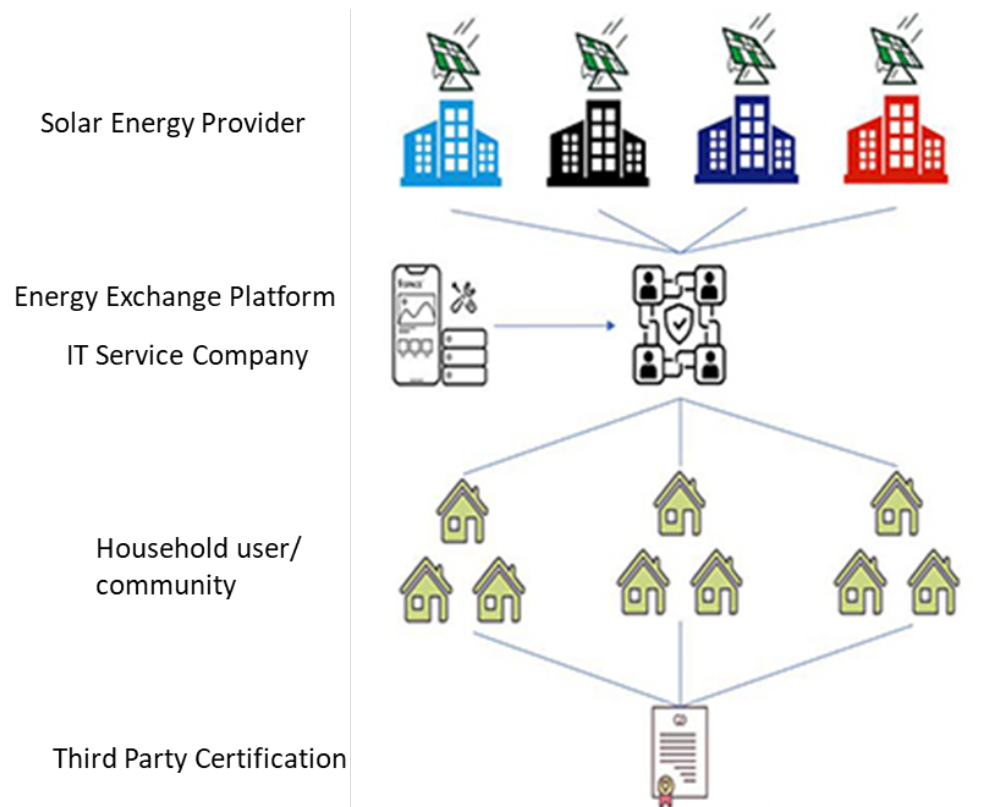 Solar Energy Provider
Energy Exchange Platform
IT Service Company
Household user/
community
Third Party Certification